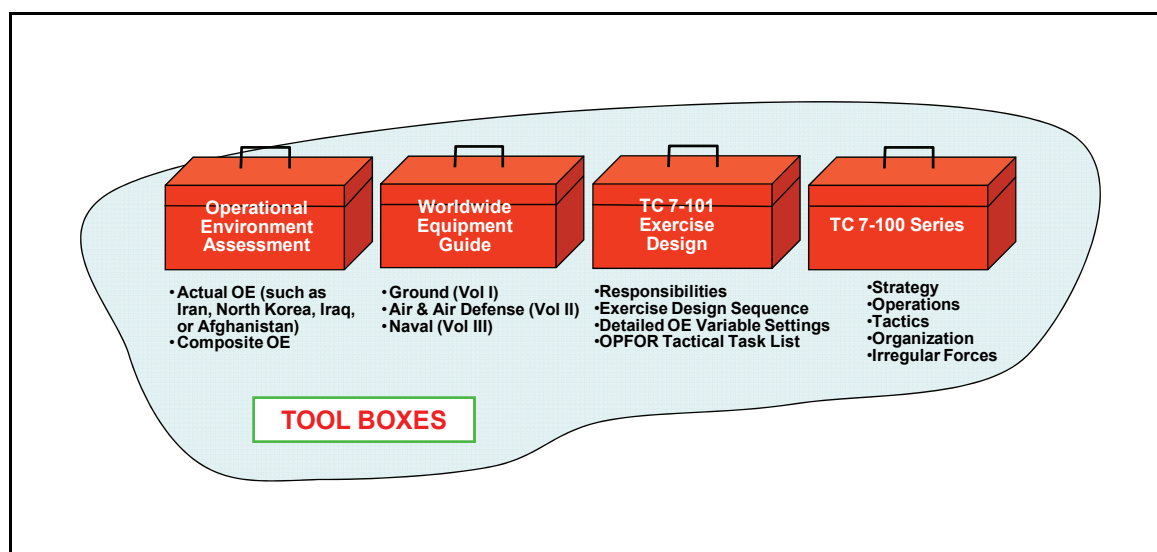 Operational
Environment
Assessment
• Actual OE (such as
Iran, North Korea, Iraq,
or Afghanistan)
• Composite OE
Worldwide
Equipment
Guide
• Ground (Vol I)
• Air & Air Defense (Vol II)
• Naval (Vol III)
TC 7-101
Exercise
Design
•Responsibilities
•Exercise Design Sequence
•Detailed OE Variable Settings
•OPFOR Tactical Task List
TC 7-100 Series
•Strategy
•Operations
•Tactics
•Organization
•Irregular Forces
TOOL BOXES